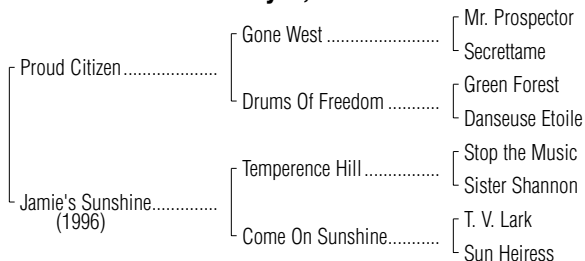 Mr. Prospector
Gone West
Secrettame
Proud Citizen
Green Forest
Drums Of Freedom
Danseuse Etoile
Stop the Music
Temperence Hill
Sister Shannon
Jamie's Sunshine
(1996)
T. V. Lark
Come On Sunshine
Sun Heiress